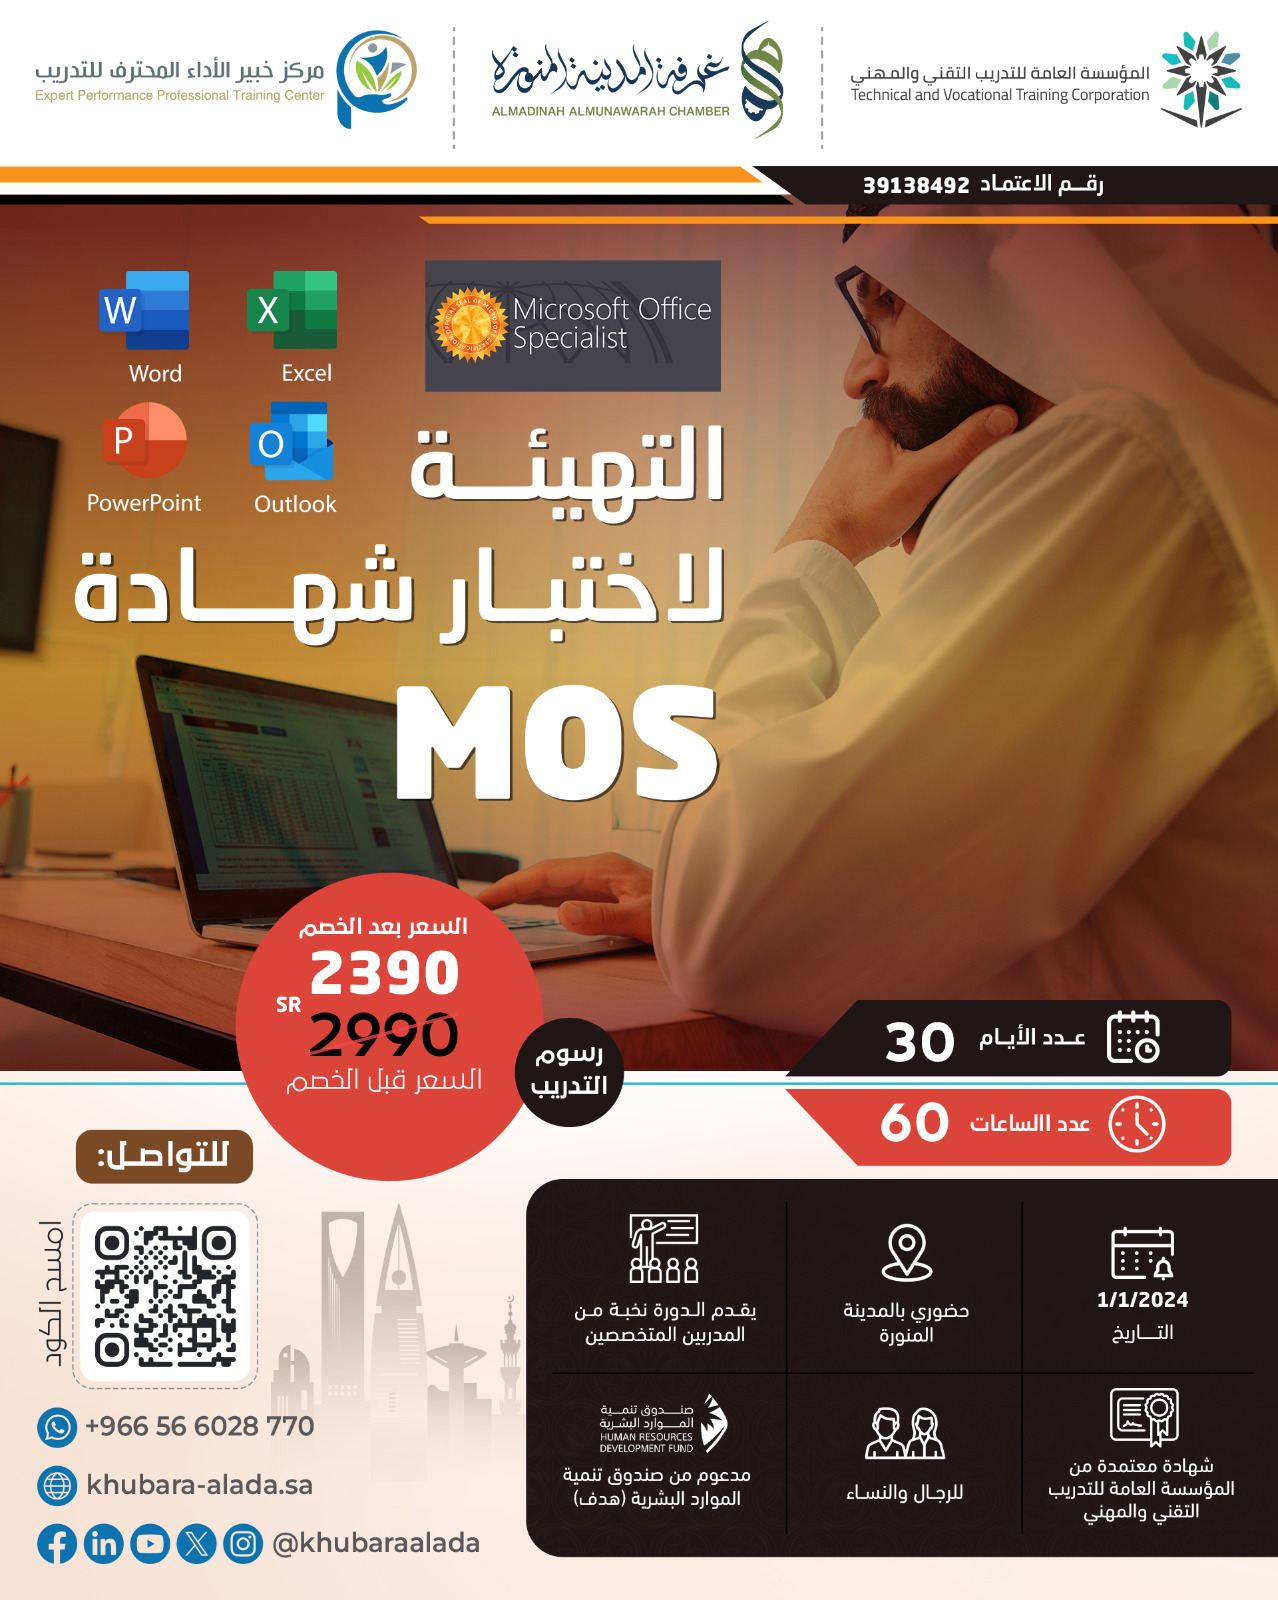 المؤسسة العامة للتدريب التقني والمهني
Technical and Vocational Training Corporation
غرفة المدينة المنورة
ALMADINAH ALMUNAWARAH CHAMBER
مركز خبير الأداء المحترف للتدريب
Expert Performance Professional Training Center
رقم الاعتماد 39138492
Microsoft Office
Specialist
W
Word
X
Excel
P
PowerPoint
O
Outlook
التهيئة
لاختبار شهادة
MOS
السعر بعد الخصم
2390
SR
2990
السعر قبل الخصم
رسوم
التدريب
عدد الأيام 30
عدد االساعات 60
1/1/2024
التاريخ
حضوري بالمدينة
المنورة
يقدم الدورة نخبة من
المدربين المتخصصين
شهادة معتمدة من
المؤسسة العامة للتدريب
التقني والمهني
للرجال والنساء
صندوق تنمية
الموارد البشرية
HUMAN RESOURCES
DEVELOPMENT FUND
مدعوم من صندوق تنمية
الموارد البشرية (هدف)
للتواصل:
امسح الكود
+966 56 6028 770
khubara-alada.sa
@khubaraalada